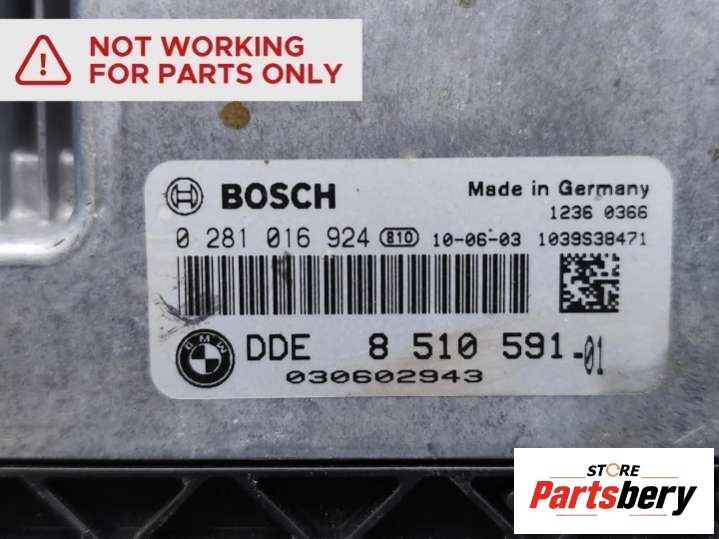 NOT WORKING
FOR PARTS ONLY
BOSCH Made in Germany
1236 0366
0 281 016 924 810 10-06-03 1039S38471
BMW DDE 8 510 591-01
030602943
STORE
Partsbery